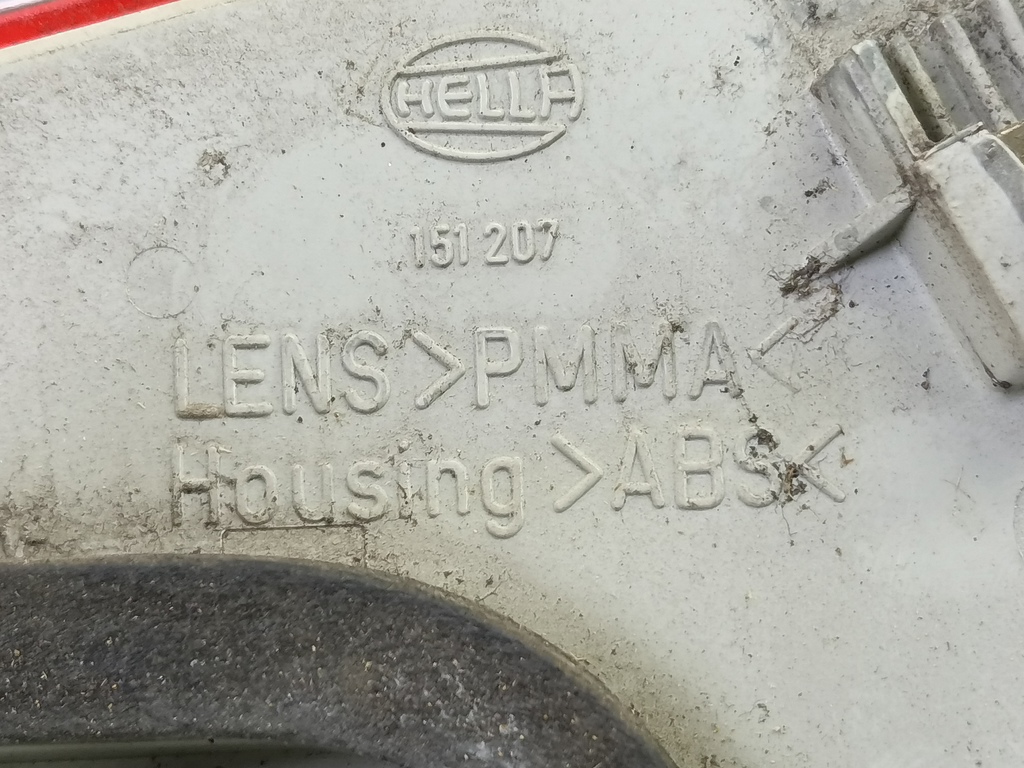 HELLA
151 207
LENS >PMMA<
Housing >ABS<